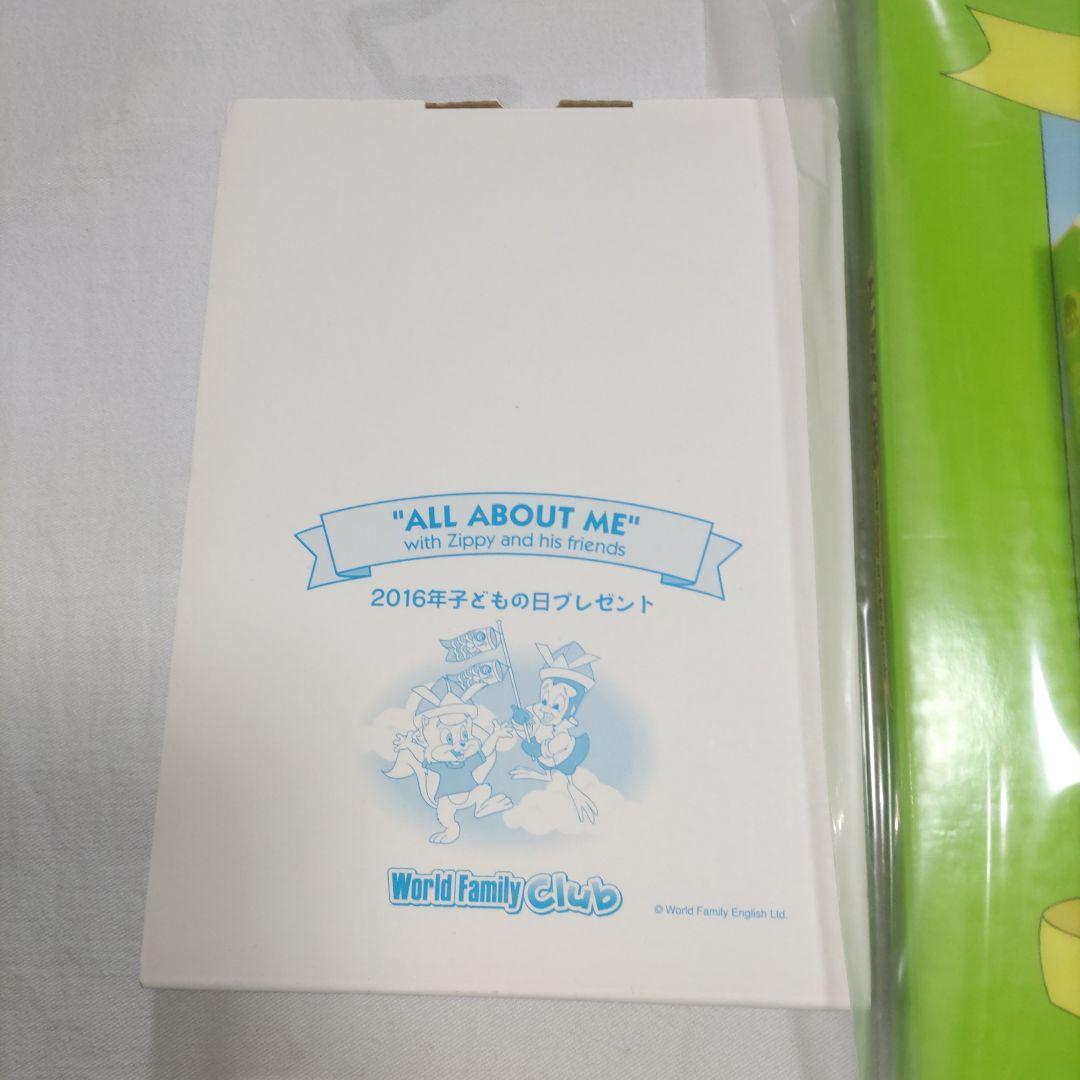 "ALL ABOUT ME"
with Zippy and his friends
2016年子どもの日プレゼント
World Family Club
© World Family English Ltd.